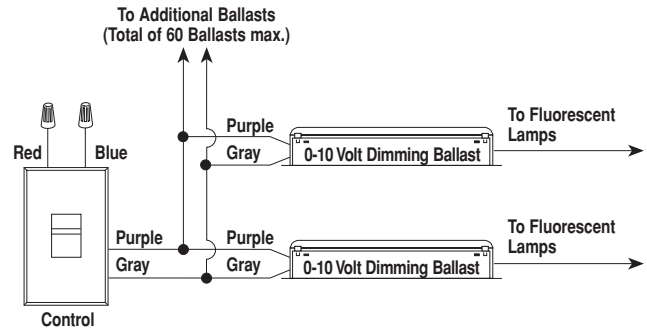 To Additional Ballasts
(Total of 60 Ballasts max.)
Purple
Gray
0-10 Volt Dimming Ballast
To Fluorescent
Lamps
Red
Blue
Purple
Gray
Purple
Gray
0-10 Volt Dimming Ballast
To Fluorescent
Lamps
Control